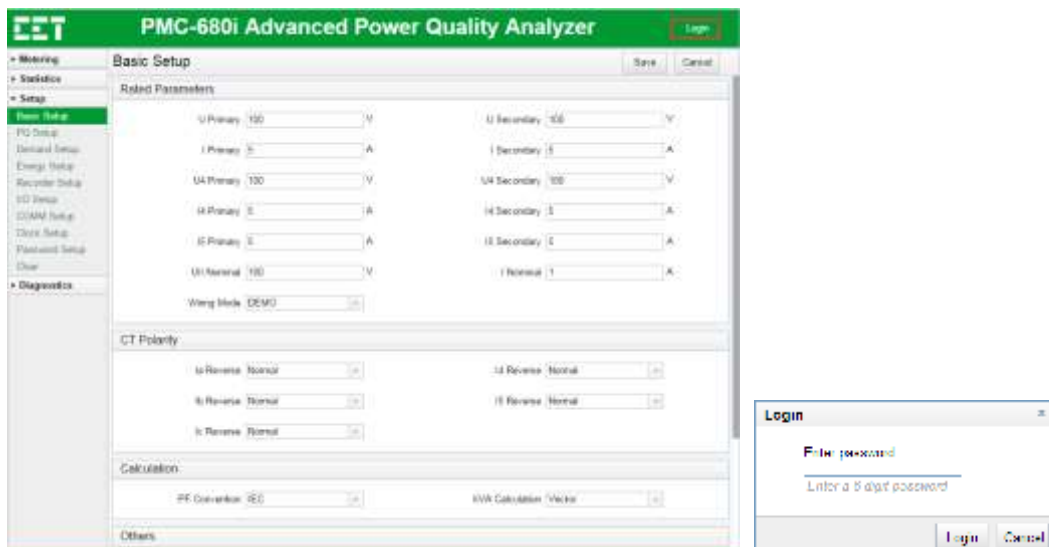 CET
PMC-680i Advanced Power Quality Analyzer
Login
Metering
Statistics
Setup
Basic Setup
PQ Setup
Demand Setup
Energy Setup
Recorder Setup
I/O Setup
COMM Setup
Clock Setup
Password Setup
Clear
Diagnostics
Basic Setup
Save Cancel
Rated Parameters
U Primary 100 V U Secondary 100 V
I Primary 5 A I Secondary 5 A
U4 Primary 100 V U4 Secondary 100 V
I4 Primary 5 A I4 Secondary 5 A
I5 Primary 5 A I5 Secondary 5 A
Nominal 100 V I Nominal 1 A
Wiring Mode DEMO
CT Polarity
Ia Reverse Normal I4 Reverse Normal
Ib Reverse Normal I5 Reverse Normal
Ic Reverse Normal
Calculation
PF Convention IEC kVA Calculation Vector
Others
Login
Enter password
Enter a 6 digit password
Login Cancel